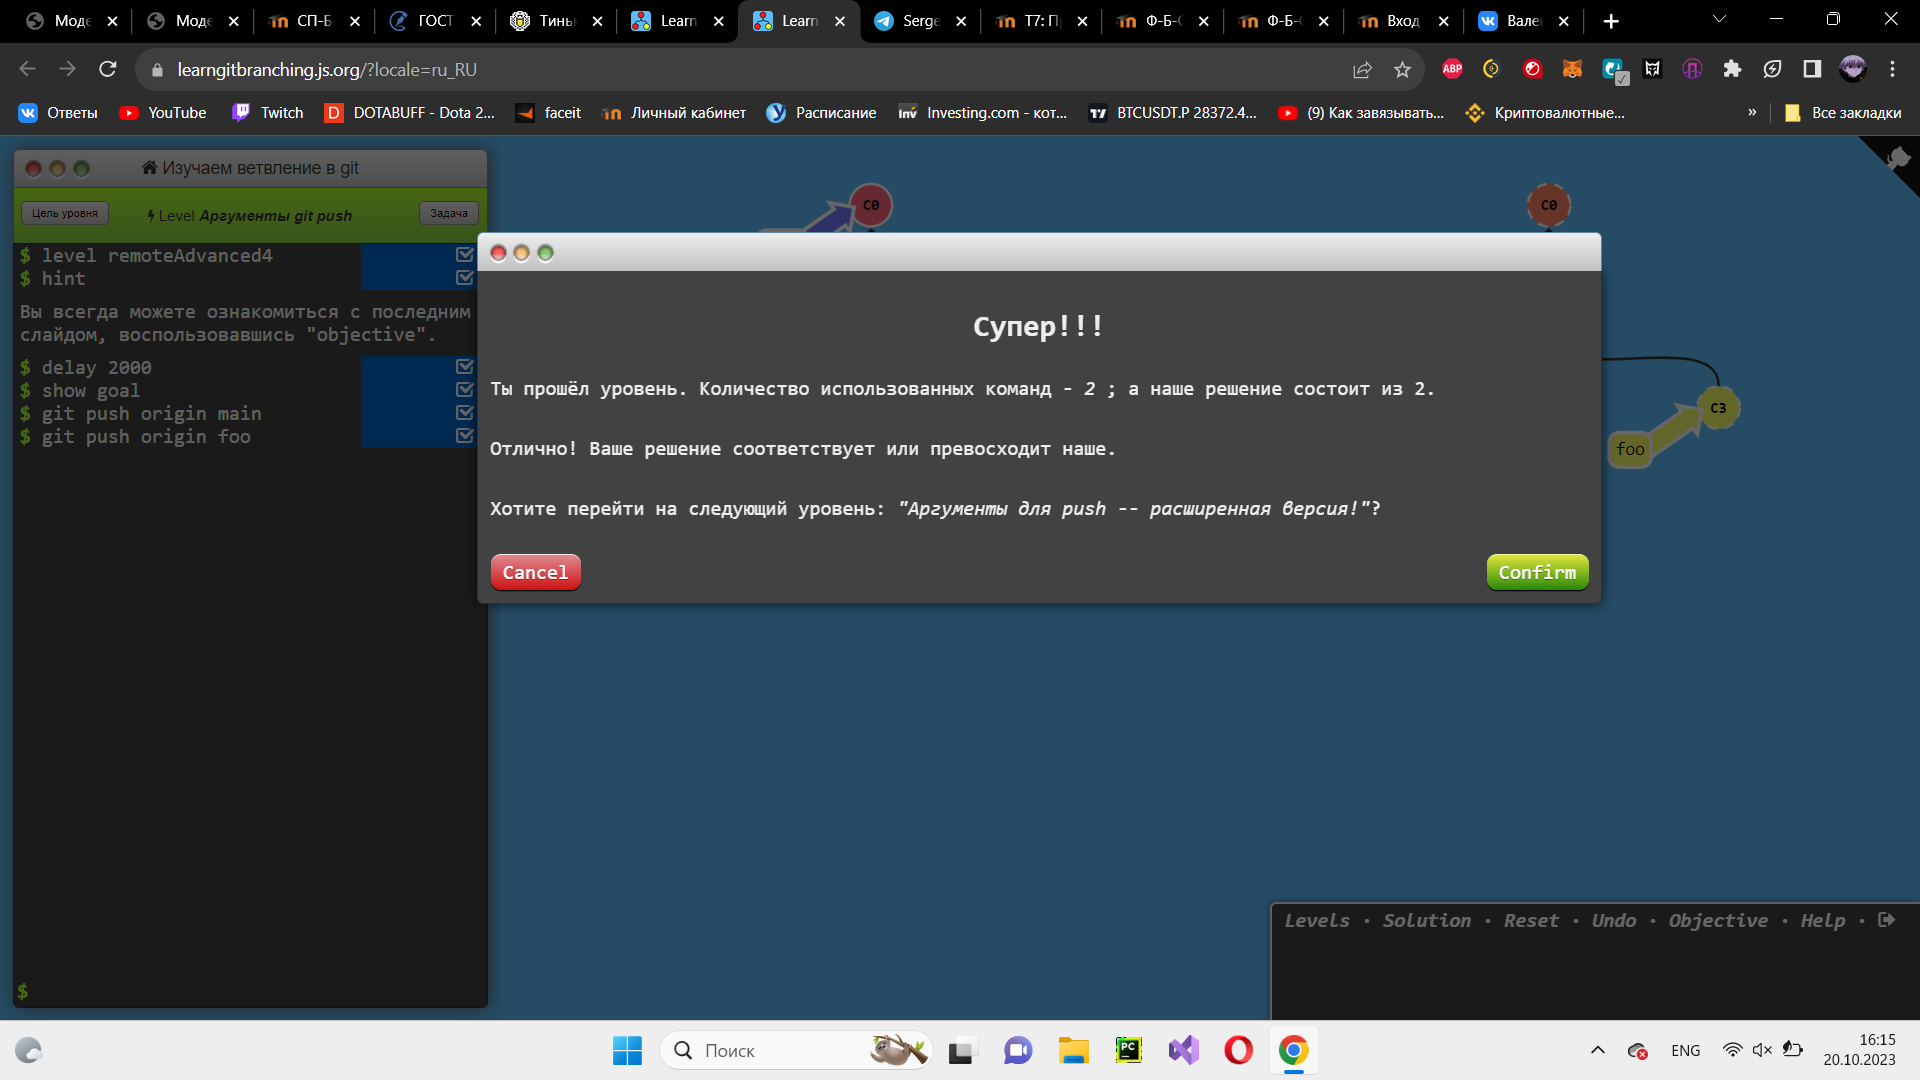 Моде
Моде
СП-Б
ГОСТ
Тинь
Learn
Learn
Serge
Т7: П
Ф-Б-
Ф-Б-
Вход
Вале
learngitbranching.js.org/?locale=ru_RU
ABP
Ответы
YouTube
Twitch
DOTABUFF - Dota 2...
faceit
Личный кабинет
Расписание
Investing.com - кот...
BTCUSDT.P 28372.4...
(9) Как завязывать...
Криптовалютные...
»
Все закладки
Изучаем ветвление в git
Цель уровня
Level Аргументы git push
Задача
$ level remoteAdvanced4
$ hint
Вы всегда можете ознакомиться с последним
слайдом, воспользовавшись "objective".
$ delay 2000
$ show goal
$ git push origin main
$ git push origin foo
$
C0
C0
C3
foo
Супер!!!
Ты прошёл уровень. Количество использованных команд - 2 ; а наше решение состоит из 2.
Отлично! Ваше решение соответствует или превосходит наше.
Хотите перейти на следующий уровень: "Аргументы для push -- расширенная версия!"?
Cancel
Confirm
Levels · Solution · Reset · Undo · Objective · Help ·
Поиск
PC
ENG
16:15
20.10.2023